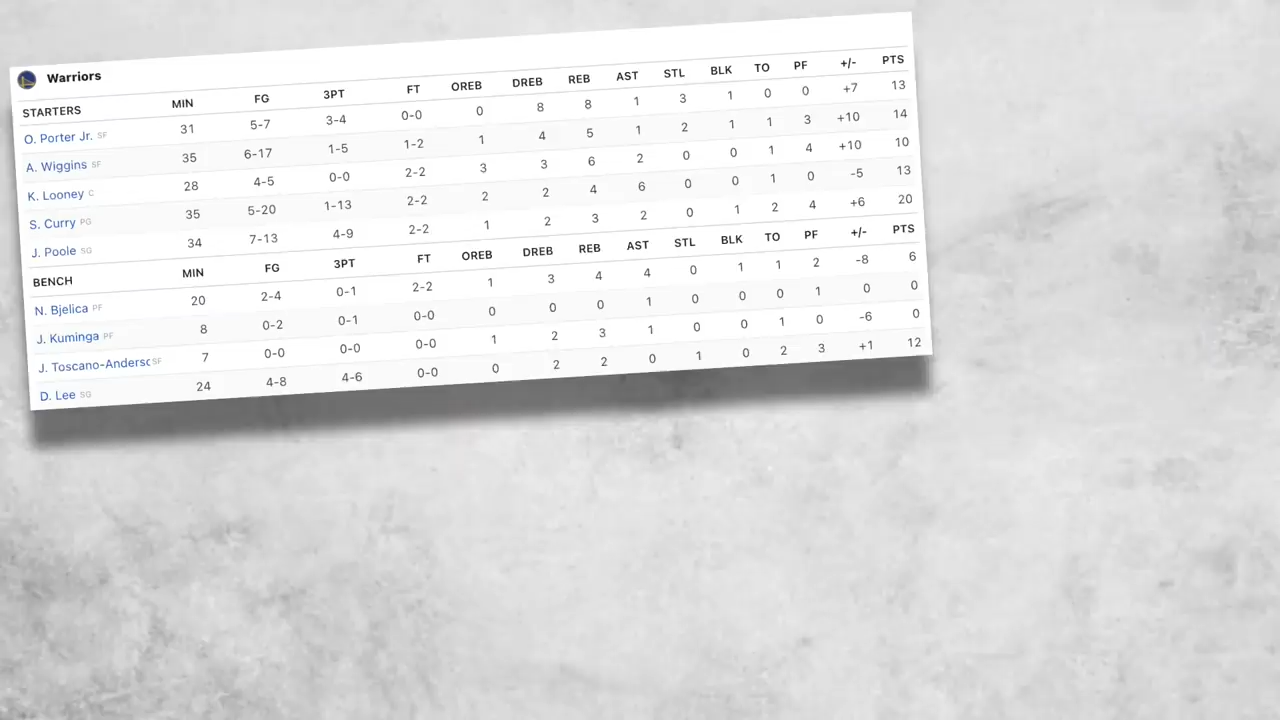 Warriors
STARTERS MIN FG 3PT FT OREB DREB REB AST STL BLK TO PF +/- PTS
O. Porter Jr. SF 31 5-7 3-4 0-0 0 8 8 1 3 1 0 0 +7 13
A. Wiggins SF 35 6-17 1-5 1-2 1 4 5 1 2 1 1 3 +10 14
K. Looney C 28 4-5 0-0 2-2 3 3 6 2 0 0 1 4 +10 10
S. Curry PG 35 5-20 1-13 2-2 2 2 4 6 0 0 1 0 -5 13
J. Poole SG 34 7-13 4-9 2-2 1 2 3 2 0 1 2 4 +6 20
BENCH MIN FG 3PT FT OREB DREB REB AST STL BLK TO PF +/- PTS
N. Bjelica PF 20 2-4 0-1 2-2 1 3 4 4 0 1 1 2 -8 6
J. Kuminga PF 8 0-2 0-1 0-0 0 0 0 1 0 0 0 1 0 0
J. Toscano-Andersc SF 7 0-0 0-0 0-0 1 2 3 1 0 0 1 0 -6 0
D. Lee SG 24 4-8 4-6 0-0 0 2 2 0 1 0 2 3 +1 12